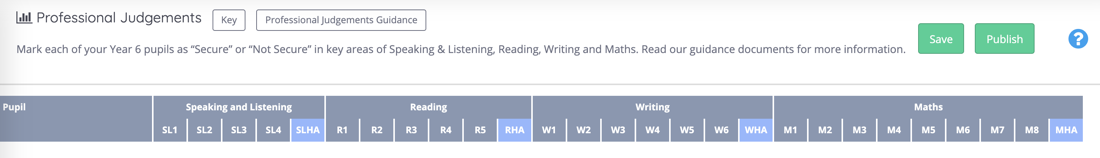 Professional Judgements Key Professional Judgements Guidance
Save Publish ?
Mark each of your Year 6 pupils as “Secure” or “Not Secure” in key areas of Speaking & Listening, Reading, Writing and Maths. Read our guidance documents for more information.
Pupil Speaking and Listening Reading Writing Maths
SL1 SL2 SL3 SL4 SLHA R1 R2 R3 R4 R5 RHA W1 W2 W3 W4 W5 W6 WHA M1 M2 M3 M4 M5 M6 M7 M8 MHA